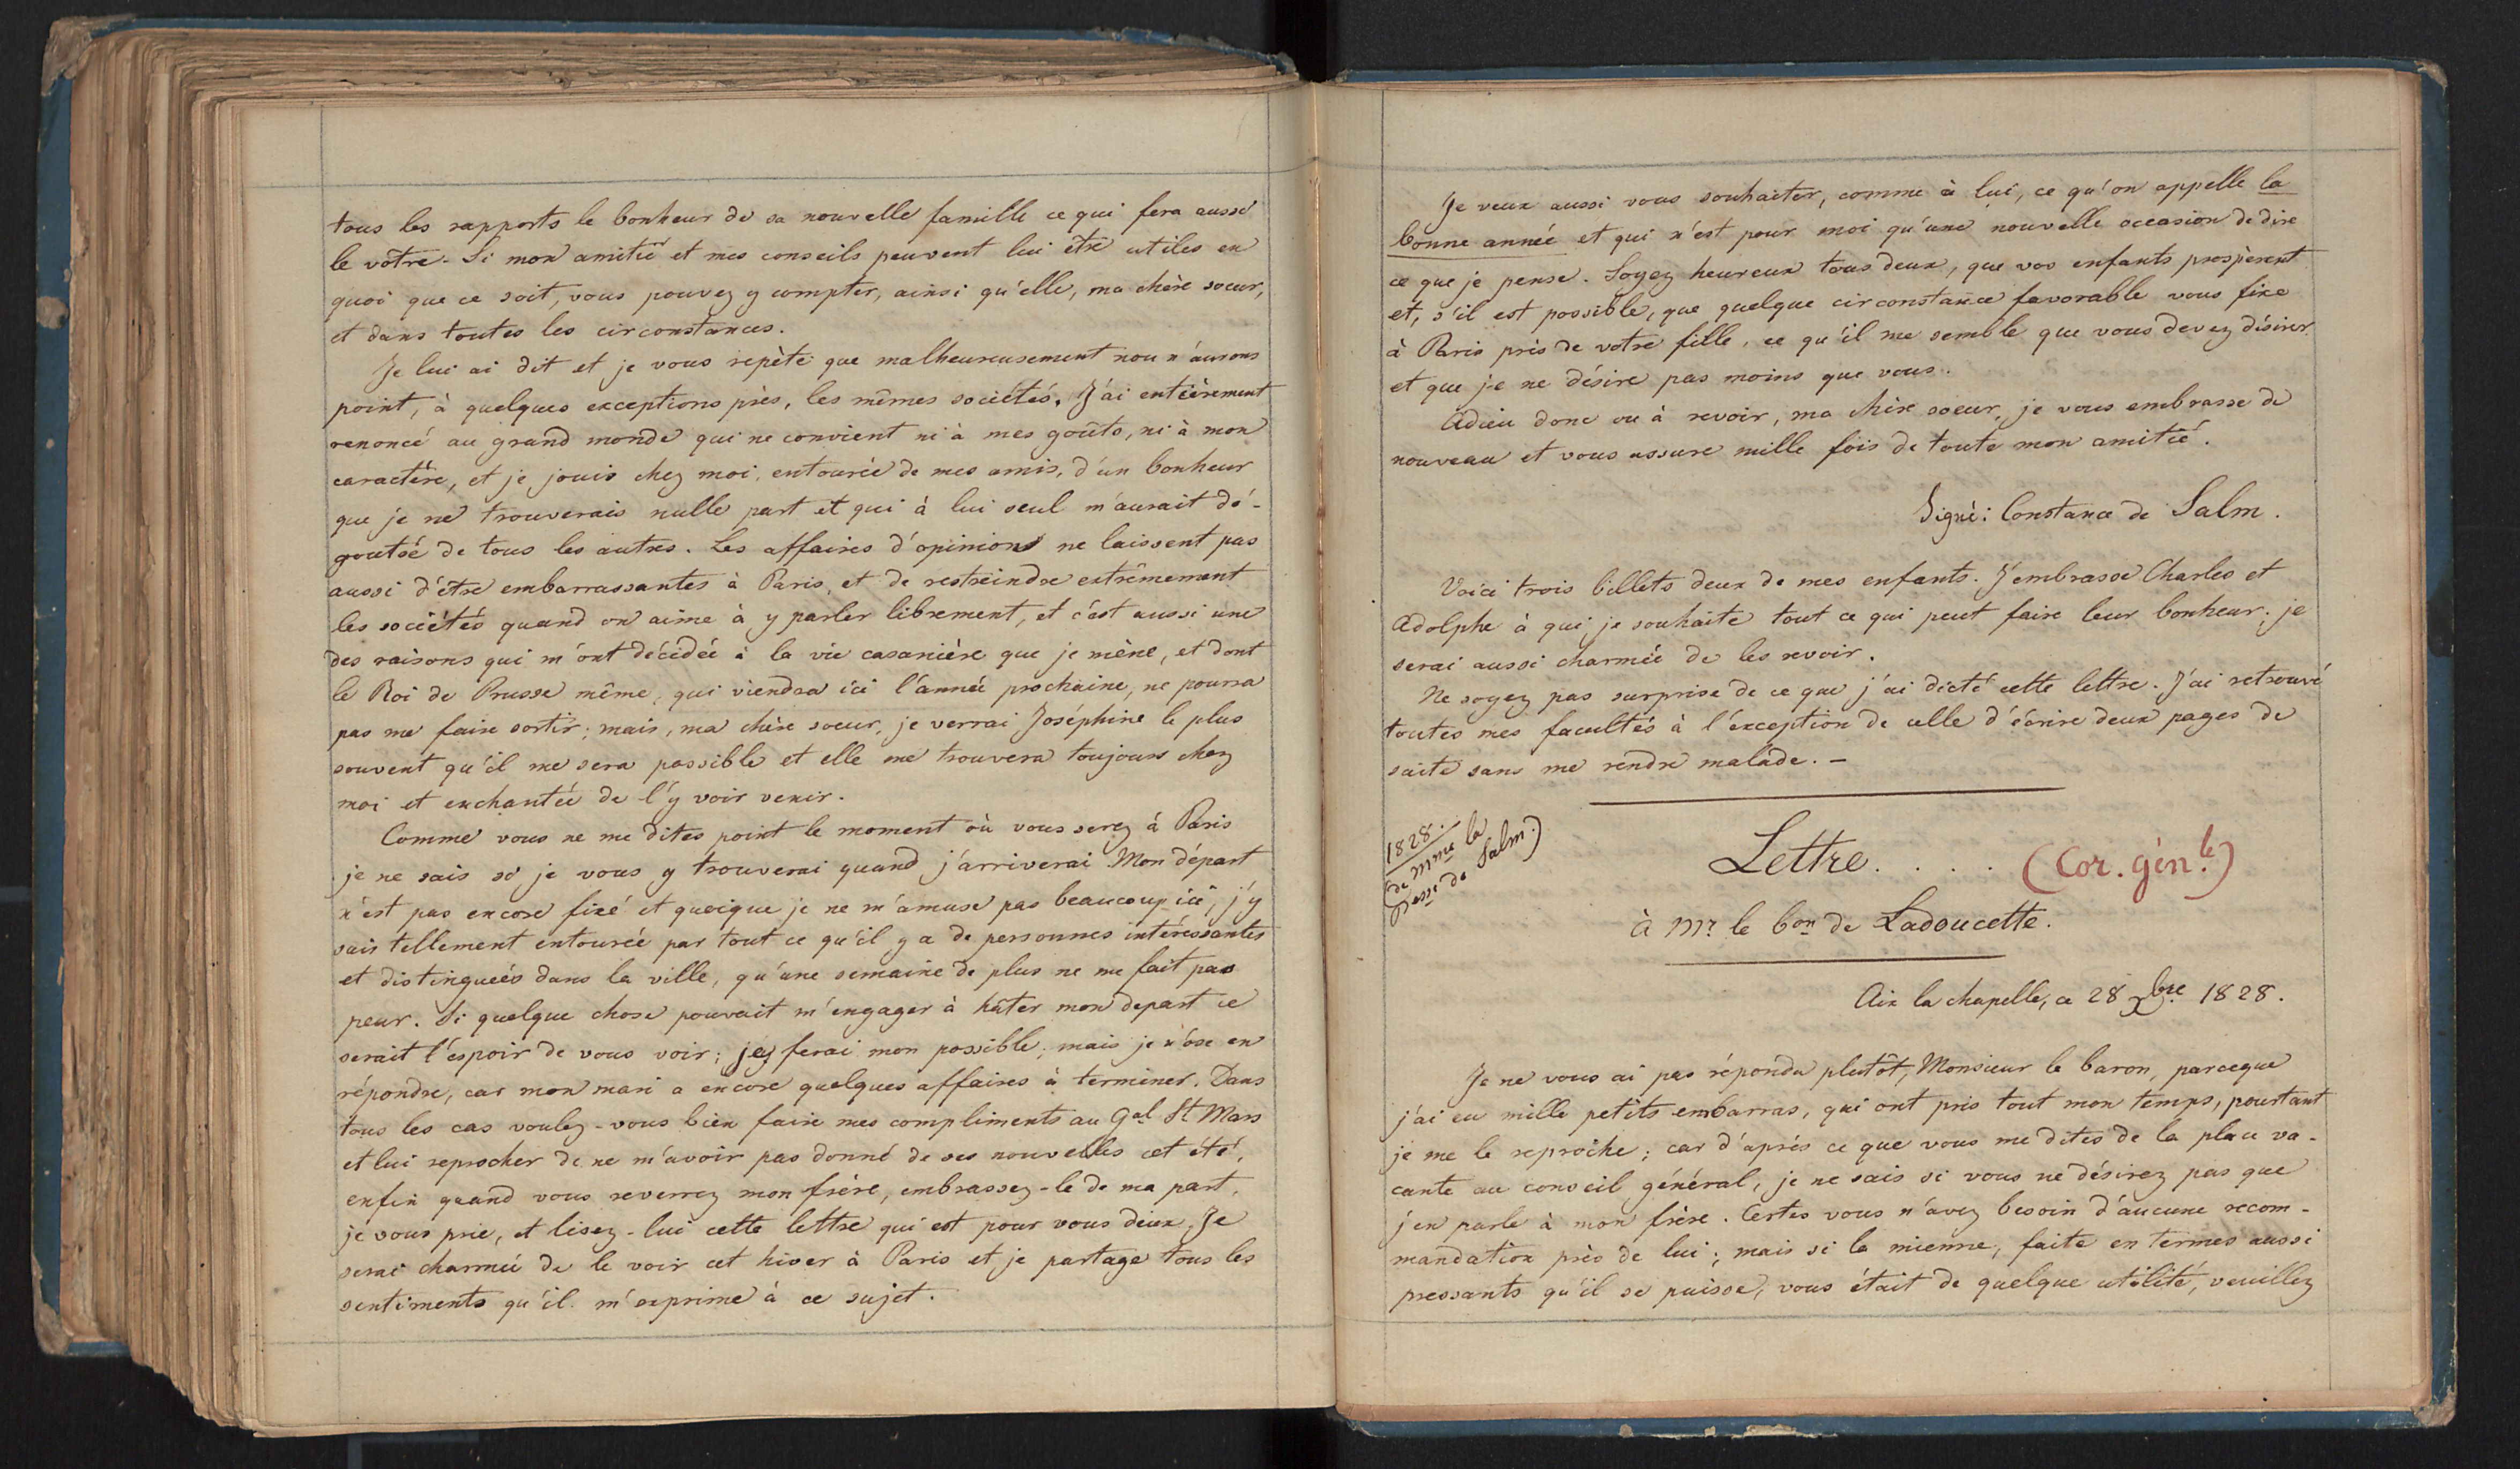 tous les rapports le bonheur de sa nouvelle famille ce qui fera aussi
le vôtre. Si mon amitié et mes conseils peuvent lui être utiles en
quoi que ce soit, vous pouvez y compter, ainsi qu'elle, ma chère soeur,
et dans toutes les circonstances.
Je lui ai dit et je vous repète que malheureusement nou n'aurons
point, à quelques exceptions près, les mêmes sociétés. J'ai entièrement
renoncé au grand monde qui ne convient ni à mes goûts, ni à mon
caractère, et je jouis chez moi, entourée de mes amis, d'un bonheur
que je ne trouverais nulle part et qui à lui seul m'aurait dé-
goutée de tous les autres. Les affaires d'opinions ne laissent pas
aussi d'être embarrassantes à Paris, et de restreindre extrêmement
les sociétés quand on aime à y parler librement, et c'est aussi une
des raisons qui m'ont décidée à la vie casanière que je mène, et dont
le Roi de Prusse même, qui viendra ici l'année prochaine, ne pourra
pas me faire sortir; mais, ma chère soeur, je verrai Joséphine le plus
souvent qu'il me sera possible et elle me trouvera toujours chez
moi et enchantée de l'y voir venir.
Comme vous ne me dites point le moment où vous serez à Paris
je ne sais si je vous y trouverai quand j'arriverai. Mon départ
n'est pas encore fixé et quoique je ne m'amuse pas beaucoup ici, j'y
suis tellement entourée par tout ce qu'il y a de personnes intéressantes
et distinguées dans la ville, qu'une semaine de plus ne me fait pas
peur. Si quelque chose pouvait m'engager à hâter mon depart ce
serait l'espoir de vous voir; j'ey ferai mon possible; mais je n'ose en
répondre, car mon mari a encore quelques affaires à terminer. Dans
tous les cas voulez-vous bien faire mes compliments au Gal St Mars
et lui reprocher de ne m'avoir pas donné de ses nouvelles cet été;
enfin quand vous reverrez mon frère, embrassez-le de ma part,
je vous prie, et lisez-lui cette lettre qui est pour vous deux. Je
serai charmée de le voir cet hiver à Paris et je partage tous les
sentiments qu'il m'exprime à ce sujet.
Je veux aussi vous souhaiter, comme à lui, ce qu'on appelle la
bonne année et qui n'est pour moi qu'une nouvelle occasion de dire
ce que je pense. Soyez heureux tous deux, que vos enfants prospèrent
et, s'il est possible, que quelque circonstance favorable vous fixe
à Paris près de votre fille, ce qu'il me semble que vous devez désirer
et que je ne désire pas moins que vous.
Adieu donc ou à revoir, ma chère soeur, je vous embrasse de
nouveau et vous assure mille fois de toute mon amitié.
Signé: Constance de Salm.
Voici trois billets deux de mes enfants. J'embrasse Charles et
Adolphe à qui je souhaite tout ce qui peut faire leur bonheur; je
serai aussi charmée de les revoir.
Ne soyez pas surprise de ce que j'ai dicté cette lettre. J'ai retrouvé
toutes mes facultés à l'exception de celle d'écrire deux pages de
suite sans me rendre malade. —
1828.
(de Mme la
Pesse de Salm.)
Lettre. . . . (Cor. génle)
à Mr le bon de Ladoucette.
Aix la chapelle, ce 28 Xbre 1828.
Je ne vous ai pas répondu plutôt, Monsieur le baron, parceque
j'ai eu mille petits embarras, qui ont pris tout mon temps, pourtant
je me le reproche; car d'après ce que vous me dites de la place va-
cante au conseil général, je ne sais si vous ne désirez pas que
j'en parle à mon frère. Certes vous n'avez besoin d'aucune recom-
mandation près de lui; mais si la mienne, faite en termes aussi
pressants qu'il se puisse, vous était de quelque utilité, veuillez